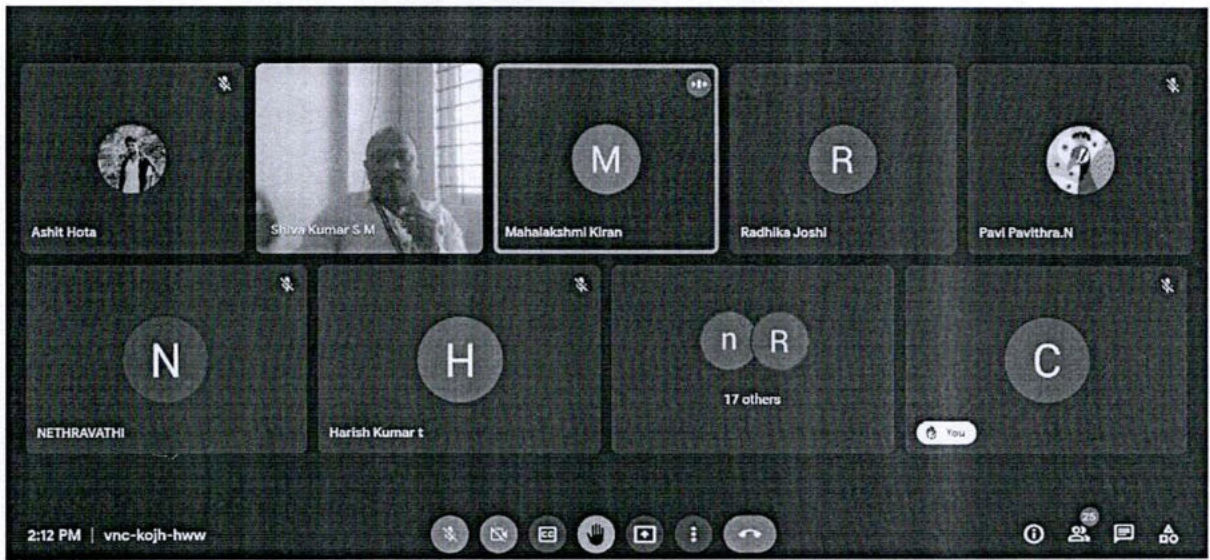 M
R
Ashit Hota
Shiva Kumar S M
Mahalakshmi Kiran
Radhika Joshi
Pavi Pavithra.N
N
H
n R
C
17 others
NETHRAVATHI
Harish Kumar t
You
2:12 PM | vnc-kojh-hww
CC
25